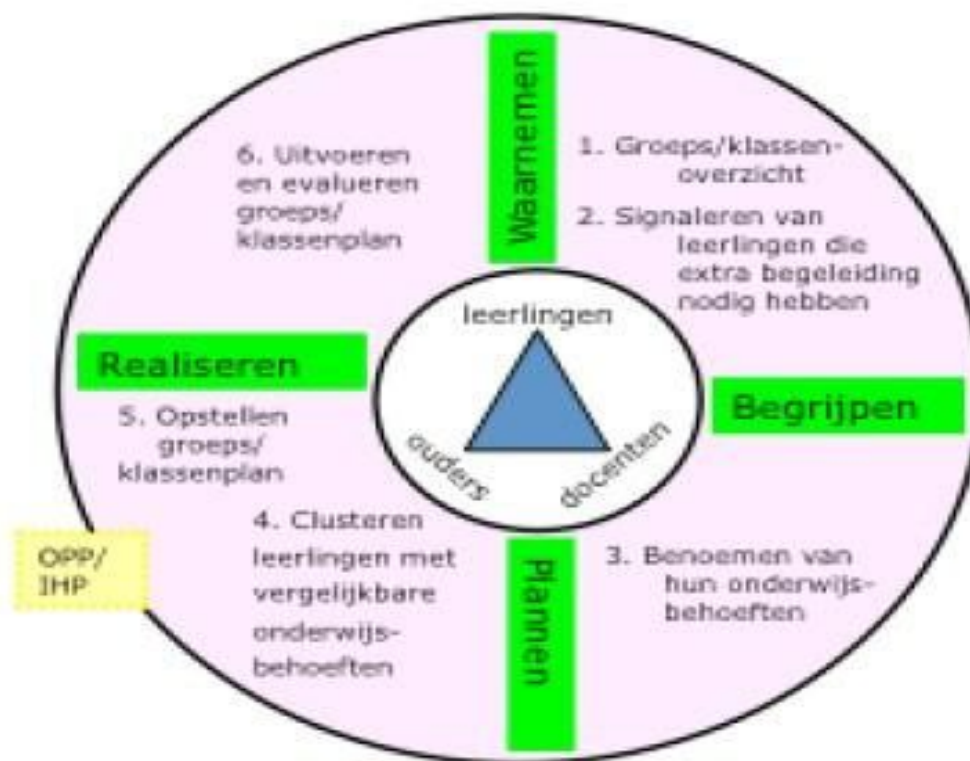 Waarnemen
1. Groeps/klassen-
overzicht
2. Signaleren van
leerlingen die
extra begeleiding
nodig hebben
Begrijpen
3. Benoemen van
hun onderwijs-
behoeften
Plannen
4. Clusteren
leerlingen met
vergelijkbare
onderwijs-
behoeften
OPP/
IHP
Realiseren
5. Opstellen
groeps/
klassenplan
6. Uitvoeren
en evalueren
groeps/
klassenplan
leerlingen
ouders
docenten